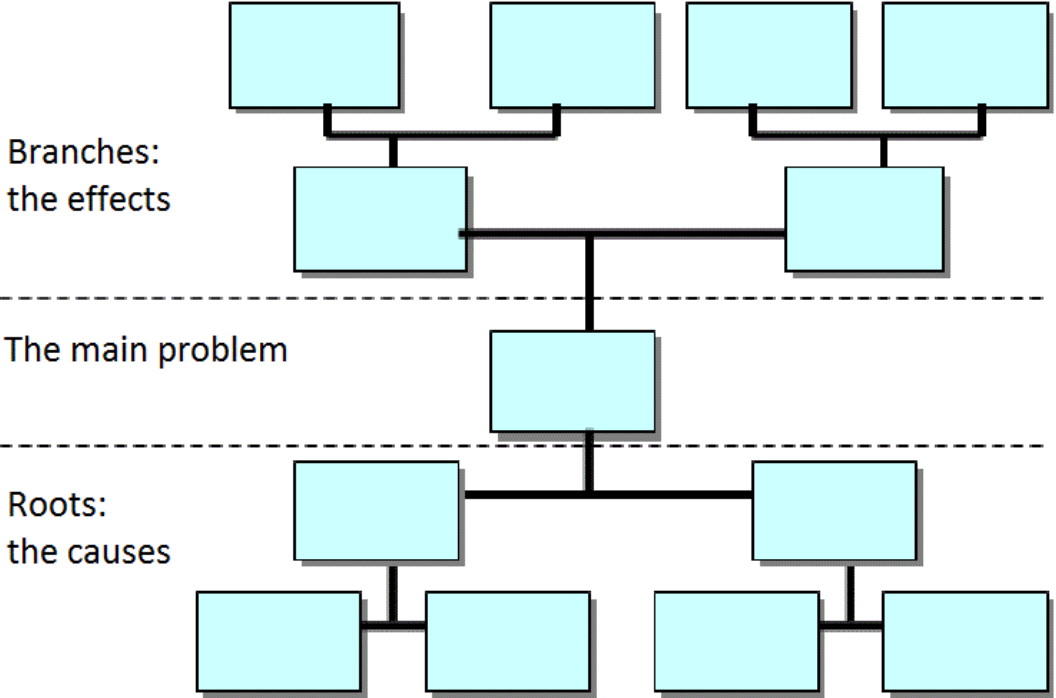 Branches:
the effects
The main problem
Roots:
the causes